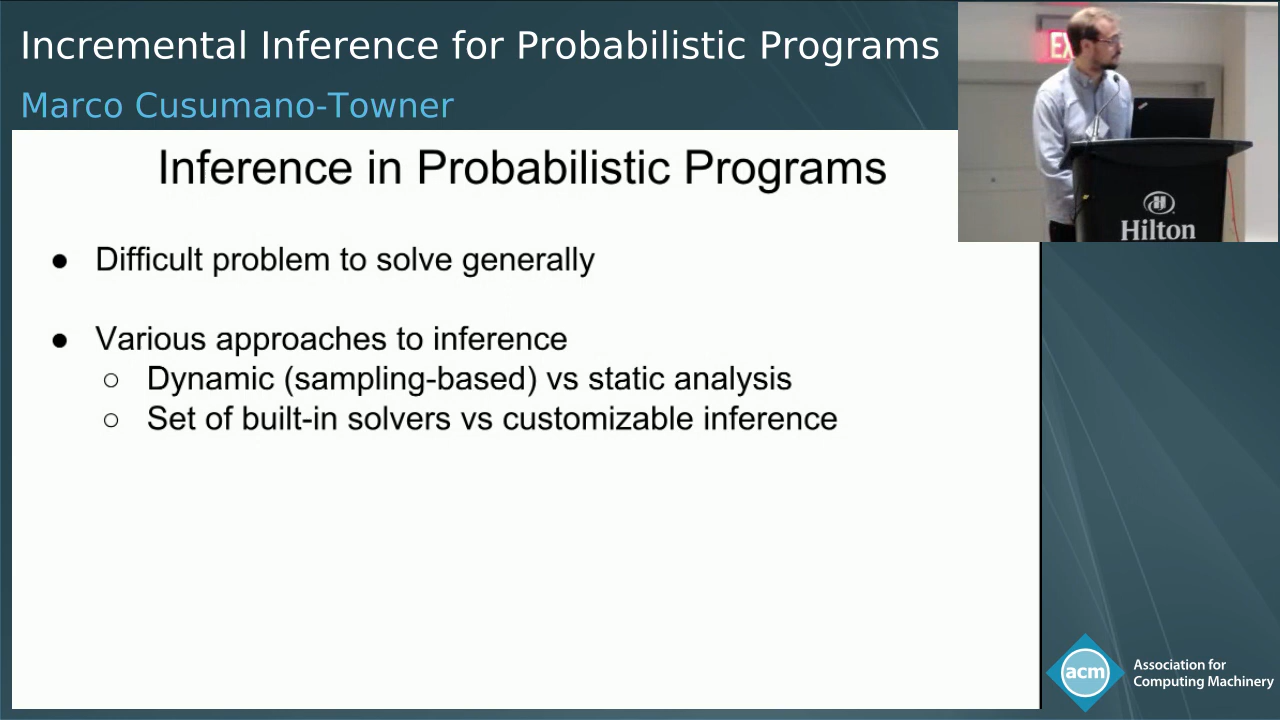 Incremental Inference for Probabilistic Programs
Marco Cusumano-Towner
EX
Hilton
Inference in Probabilistic Programs
● Difficult problem to solve generally
● Various approaches to inference
○ Dynamic (sampling-based) vs static analysis
○ Set of built-in solvers vs customizable inference
acm
Association for
Computing Machinery